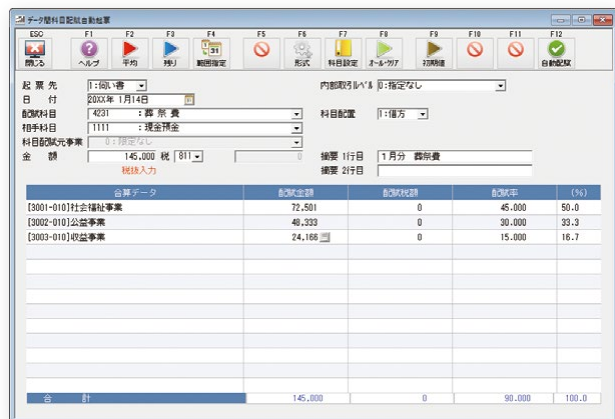 データ間科目配賦自動起票
ESC F1 F2 F3 F4 F5 F6 F7 F8 F9 F10 F11 F12
閉じる ヘルプ 平均 残り 範囲指定 形式 科目設定 オールクリア 初期値 自動配賦
起票先 1:伺い書 内部取引レベル 0:指定なし
日付 20XX年 1月14日
配賦科目 4231 :葬祭費 科目配置 1:借方
相手科目 1111 :現金預金
科目配賦元事業 0:限定なし
金額 145,000 税 811 0 摘要1行目 1月分 葬祭費
税抜入力 摘要2行目
合算データ 配賦金額 配賦税額 配賦率 (%)
[3001-010]社会福祉事業 72,501 0 45.000 50.0
[3002-010]公益事業 48,333 0 30.000 33.3
[3003-010]収益事業 24,166 0 15.000 16.7
合計 145,000 0 90.000 100.0